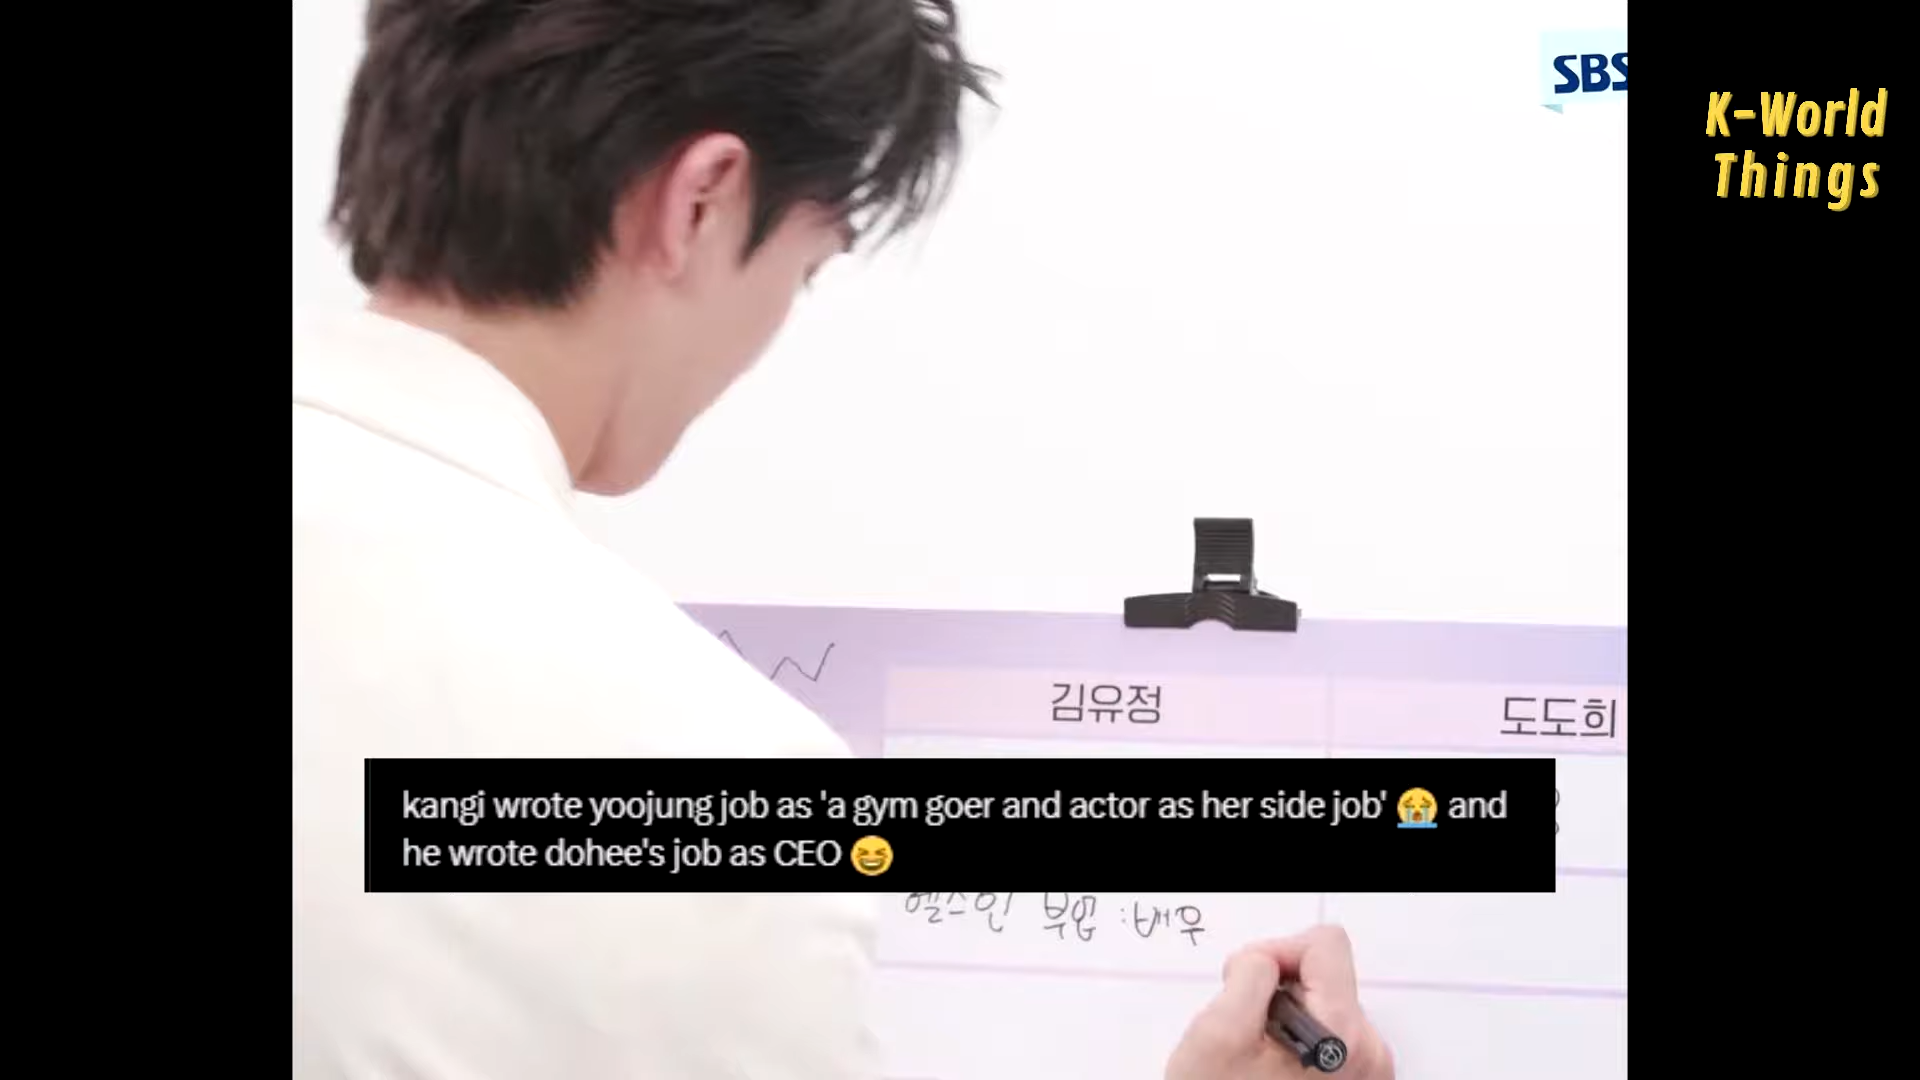 SBS
K-World
Things
김유정
도도희
kangi wrote yoojung job as 'a gym goer and actor as her side job' 😭 and
he wrote dohee's job as CEO 😆
헬스인 부업 : 배우